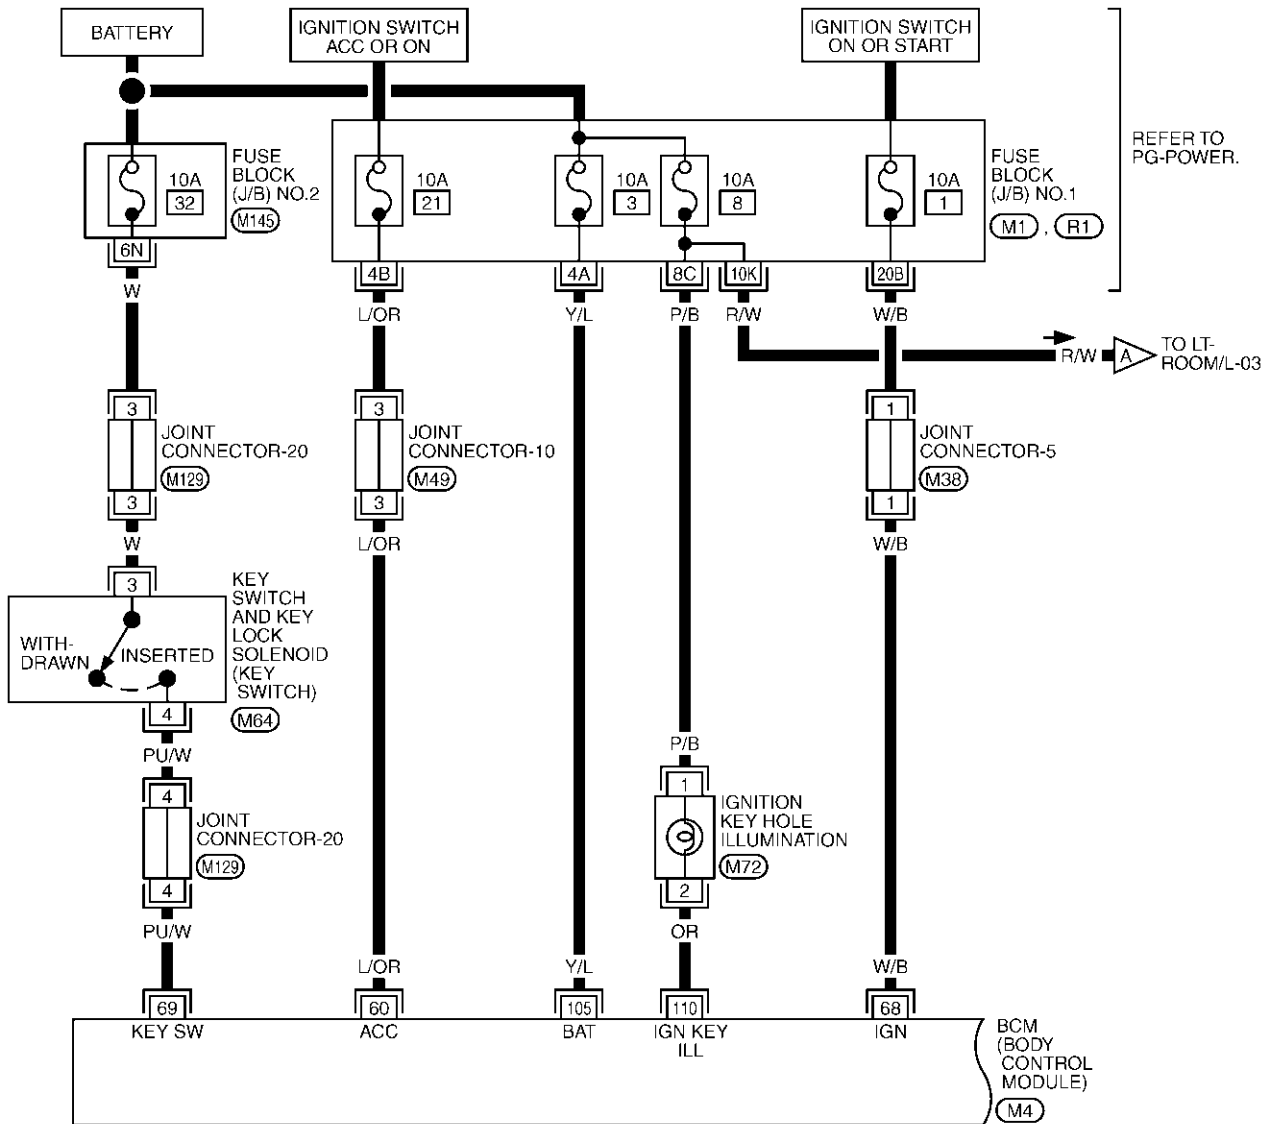 BATTERY
IGNITION SWITCH
ACC OR ON
IGNITION SWITCH
ON OR START
REFER TO
PG-POWER.
10A
32
FUSE
BLOCK
(J/B) NO.2
M145
10A
21
10A
3
10A
8
10A
1
FUSE
BLOCK
(J/B) NO.1
M1 , R1
6N
4B
4A
8C
10K
20B
W
L/OR
Y/L
P/B
R/W
W/B
R/W
A
TO LT-
ROOM/L-03
3
JOINT
CONNECTOR-20
M129
3
3
JOINT
CONNECTOR-10
M49
3
1
JOINT
CONNECTOR-5
M38
1
W
L/OR
W/B
3
WITH-
DRAWN
INSERTED
KEY
SWITCH
AND KEY
LOCK
SOLENOID
(KEY
SWITCH)
M64
4
PU/W
P/B
4
JOINT
CONNECTOR-20
M129
4
1
IGNITION
KEY HOLE
ILLUMINATION
M72
2
PU/W
OR
L/OR
Y/L
W/B
69
60
105
110
68
KEY SW
ACC
BAT
IGN KEY
ILL
IGN
BCM
(BODY
CONTROL
MODULE)
M4